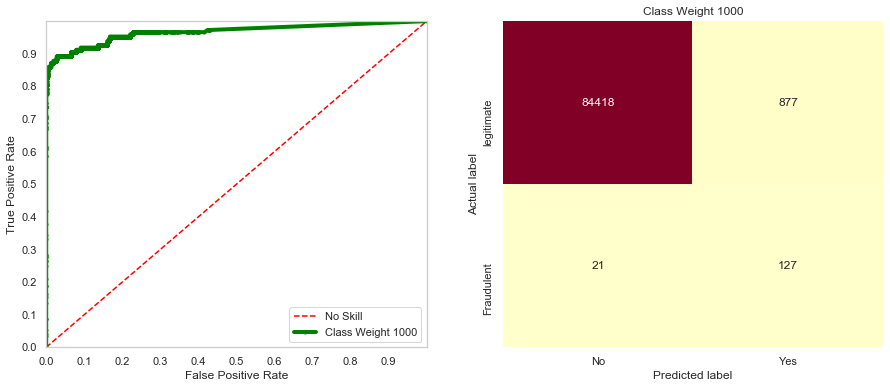 0.9
0.8
0.7
0.6
0.5
0.4
0.3
0.2
0.1
0.0
True Positive Rate
0.0 0.1 0.2 0.3 0.4 0.5 0.6 0.7 0.8 0.9
False Positive Rate
No Skill
Class Weight 1000
Class Weight 1000
Actual label
legitimate
Fraudulent
84418 877
21 127
No Yes
Predicted label